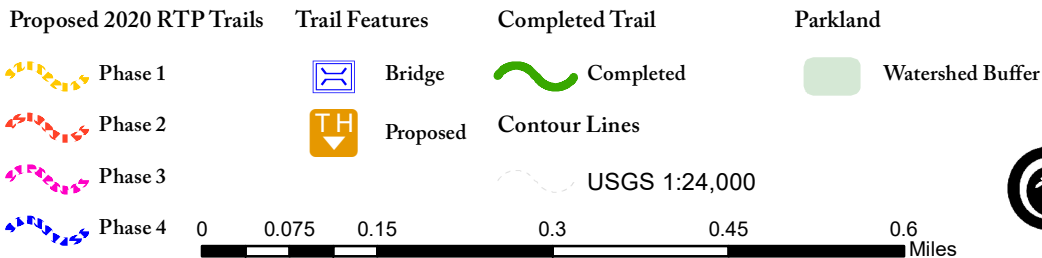 Proposed 2020 RTP Trails
Phase 1
Phase 2
Phase 3
Phase 4
Trail Features
Bridge
TH
Proposed
Completed Trail
Completed
Contour Lines
USGS 1:24,000
Parkland
Watershed Buffer
0 0.075 0.15 0.3 0.45 0.6
Miles